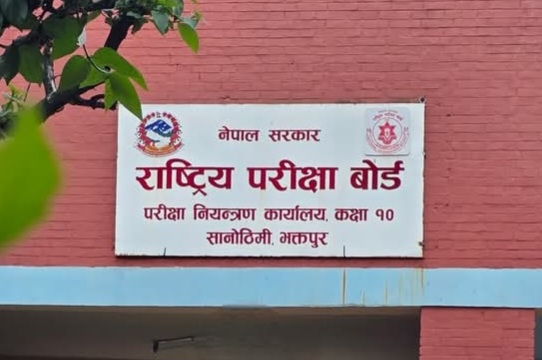 नेपाल सरकार
राष्ट्रिय परीक्षा बोर्ड
परीक्षा नियन्त्रण कार्यालय, कक्षा १०
सानोठिमी, भक्तपुर